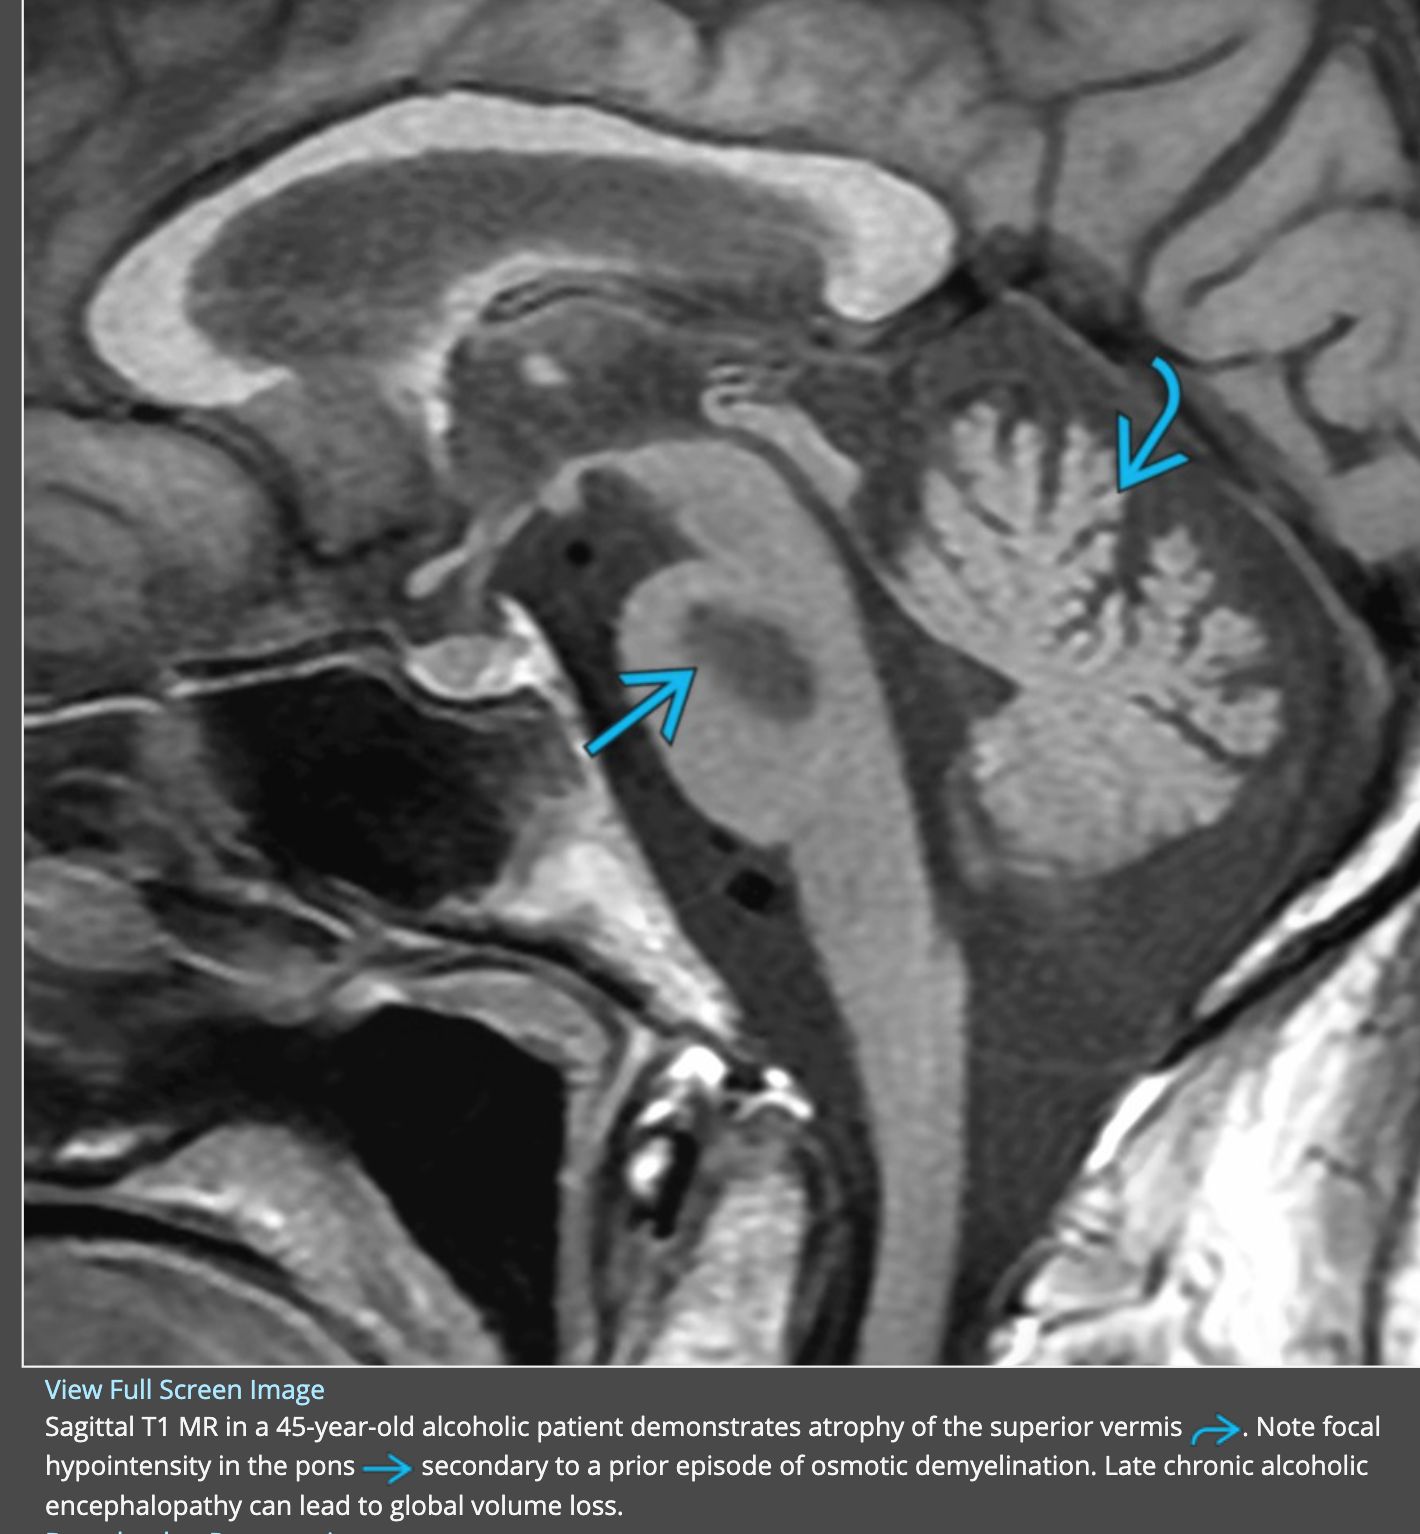 View Full Screen Image
Sagittal T1 MR in a 45-year-old alcoholic patient demonstrates atrophy of the superior vermis . Note focal
hypointensity in the pons secondary to a prior episode of osmotic demyelination. Late chronic alcoholic
encephalopathy can lead to global volume loss.